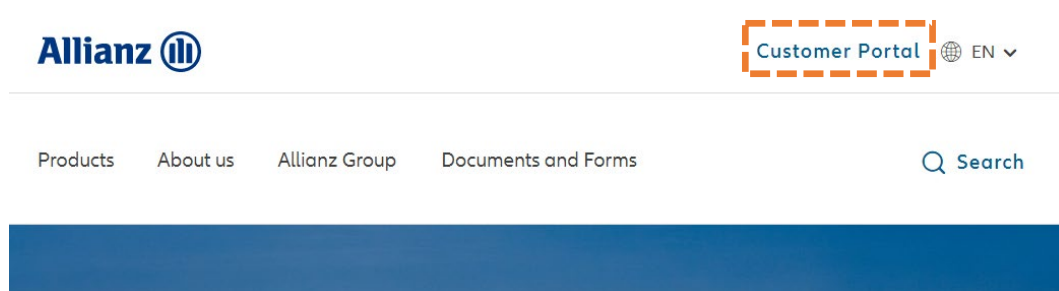 Allianz
Customer Portal EN
Products About us Allianz Group Documents and Forms
Search